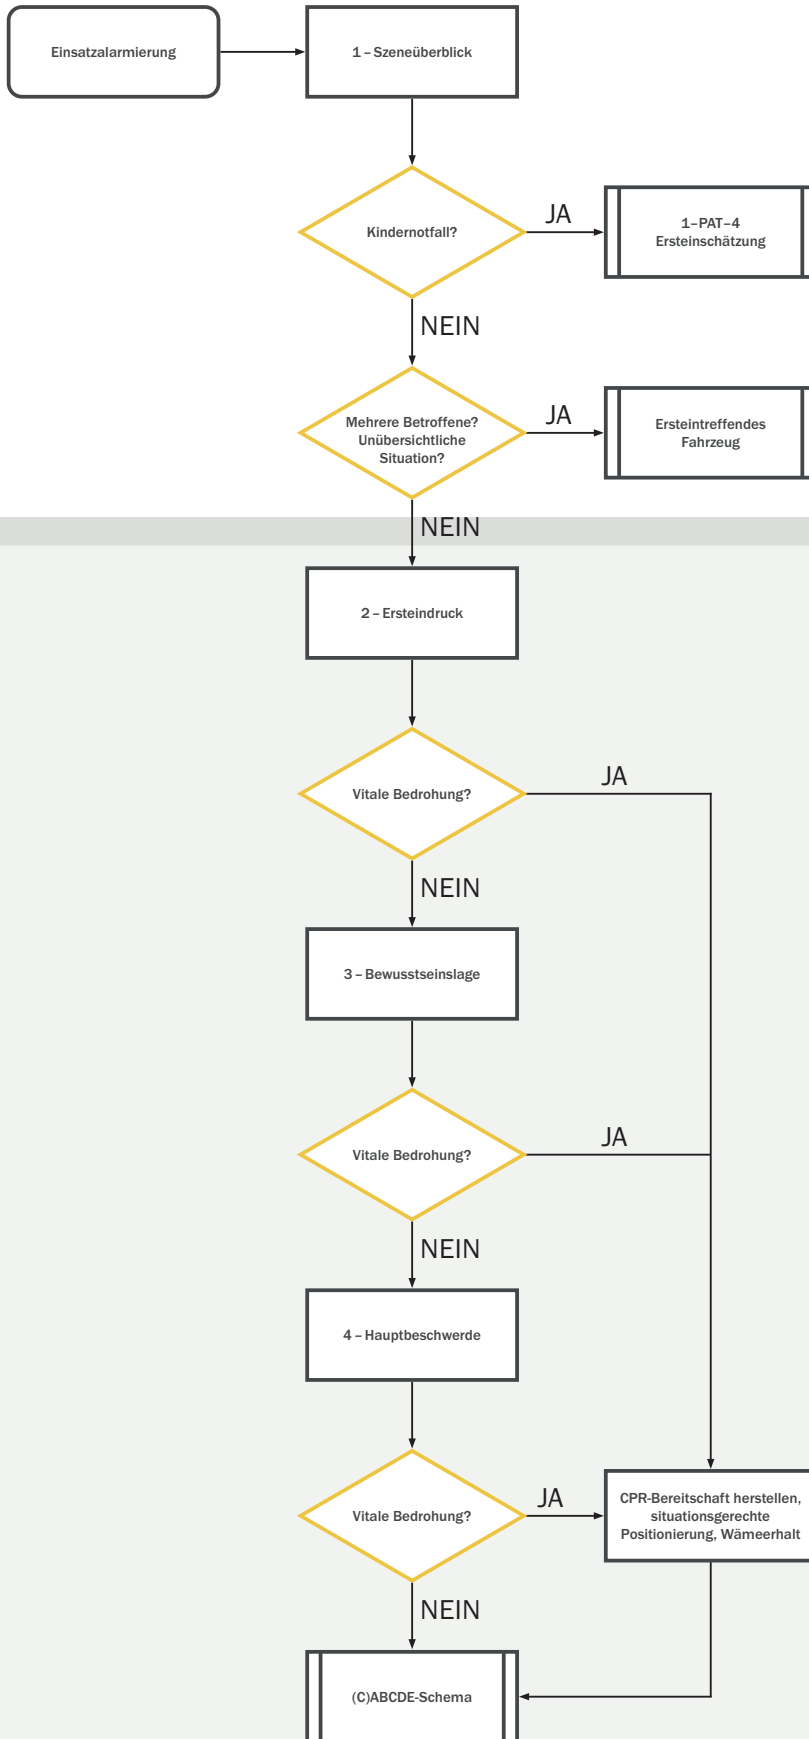 Einsatzalarmierung
1 – Szeneüberblick
Kindernotfall?
JA
1–PAT–4
Ersteinschätzung
NEIN
Mehrere Betroffene?
Unübersichtliche
Situation?
JA
Ersteintreffendes
Fahrzeug
NEIN
2 – Ersteindruck
Vitale Bedrohung?
JA
NEIN
3 – Bewusstseinslage
Vitale Bedrohung?
JA
NEIN
4 – Hauptbeschwerde
Vitale Bedrohung?
JA
CPR-Bereitschaft herstellen,
situationsgerechte
Positionierung, Wämeerhalt
NEIN
(C)ABCDE-Schema